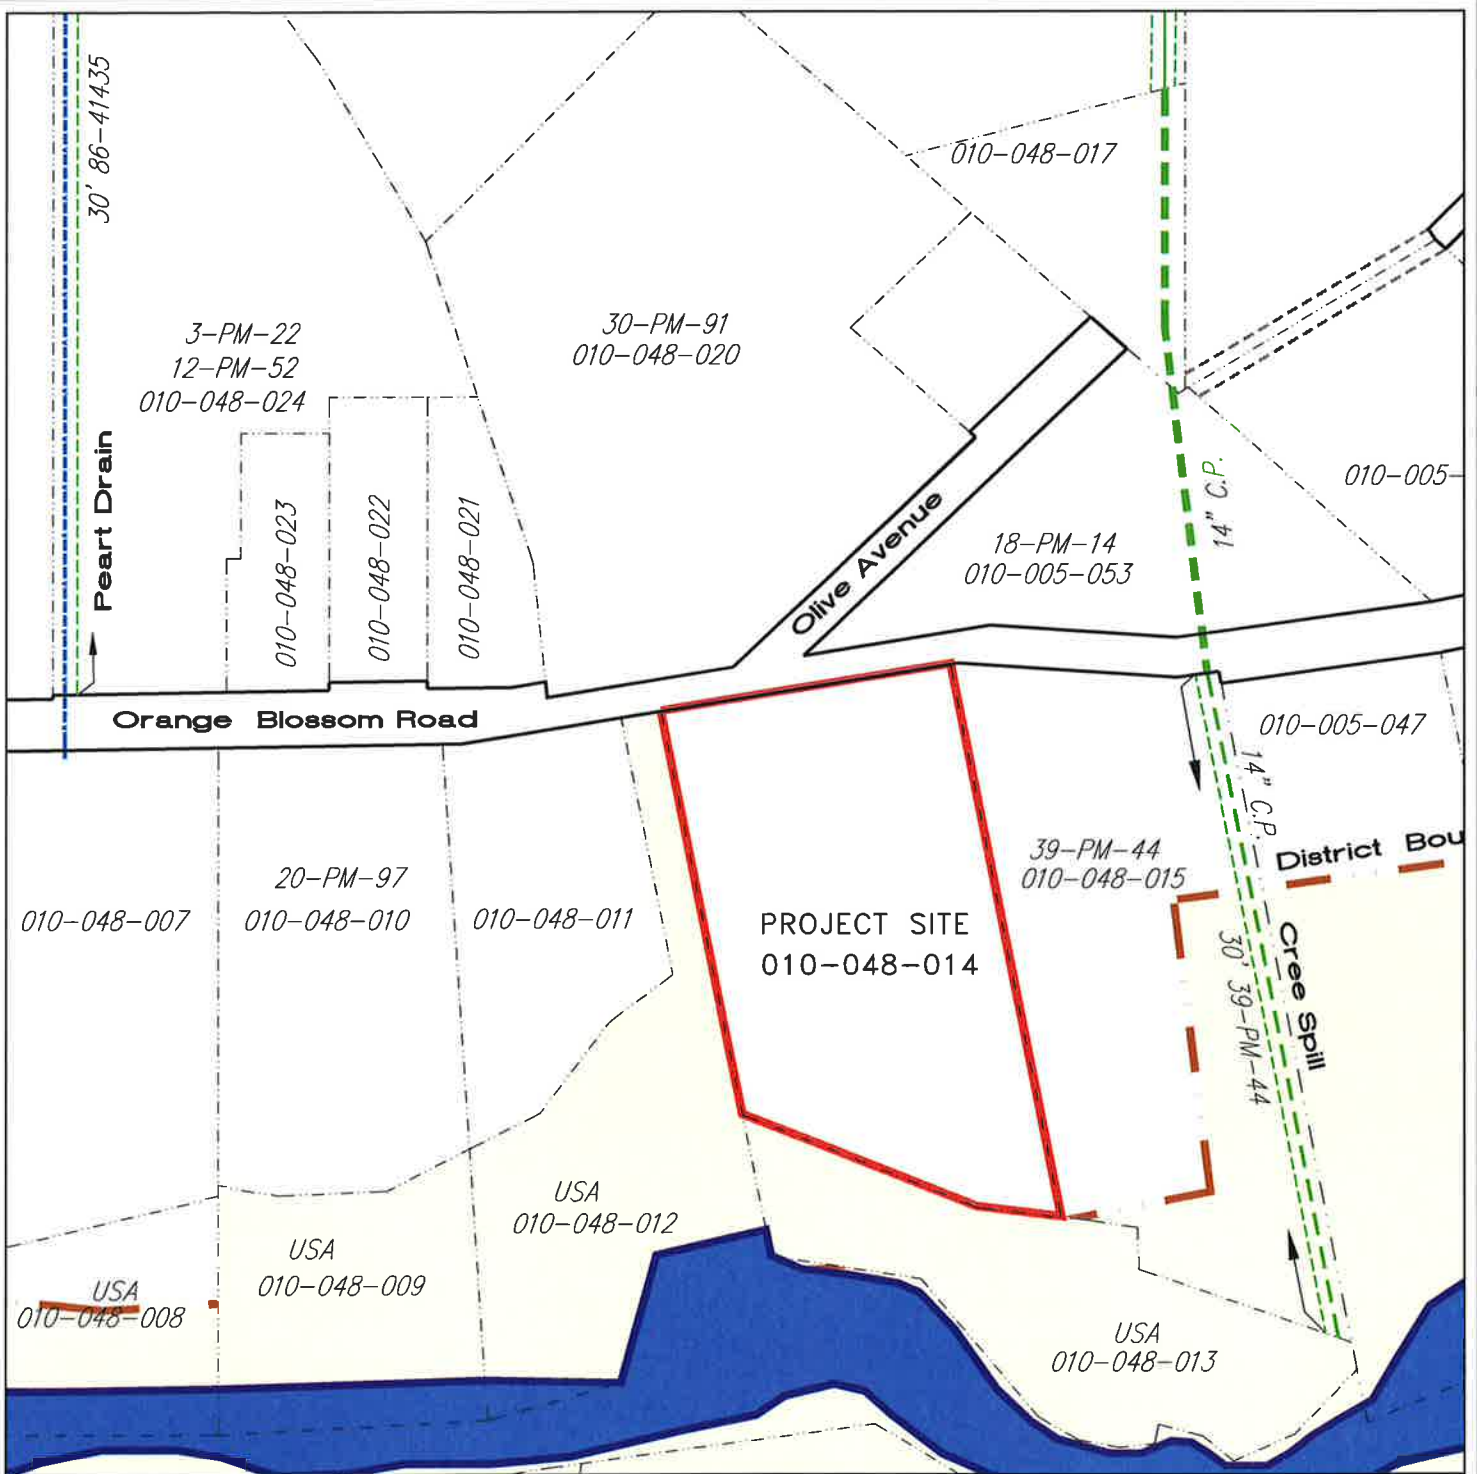 30' 86-41435
010-048-017
3-PM-22
12-PM-52
010-048-024
30-PM-91
010-048-020
Peart Drain
010-048-023
010-048-022
010-048-021
Olive Avenue
18-PM-14
010-005-053
14" C.P.
010-005-
Orange Blossom Road
010-005-047
14" C.P.
District Bou
39-PM-44
010-048-015
20-PM-97
010-048-007
010-048-010
010-048-011
PROJECT SITE
010-048-014
30' 39-PM-44
Cree Spill
USA
010-048-012
USA
010-048-009
USA
010-048-008
USA
010-048-013